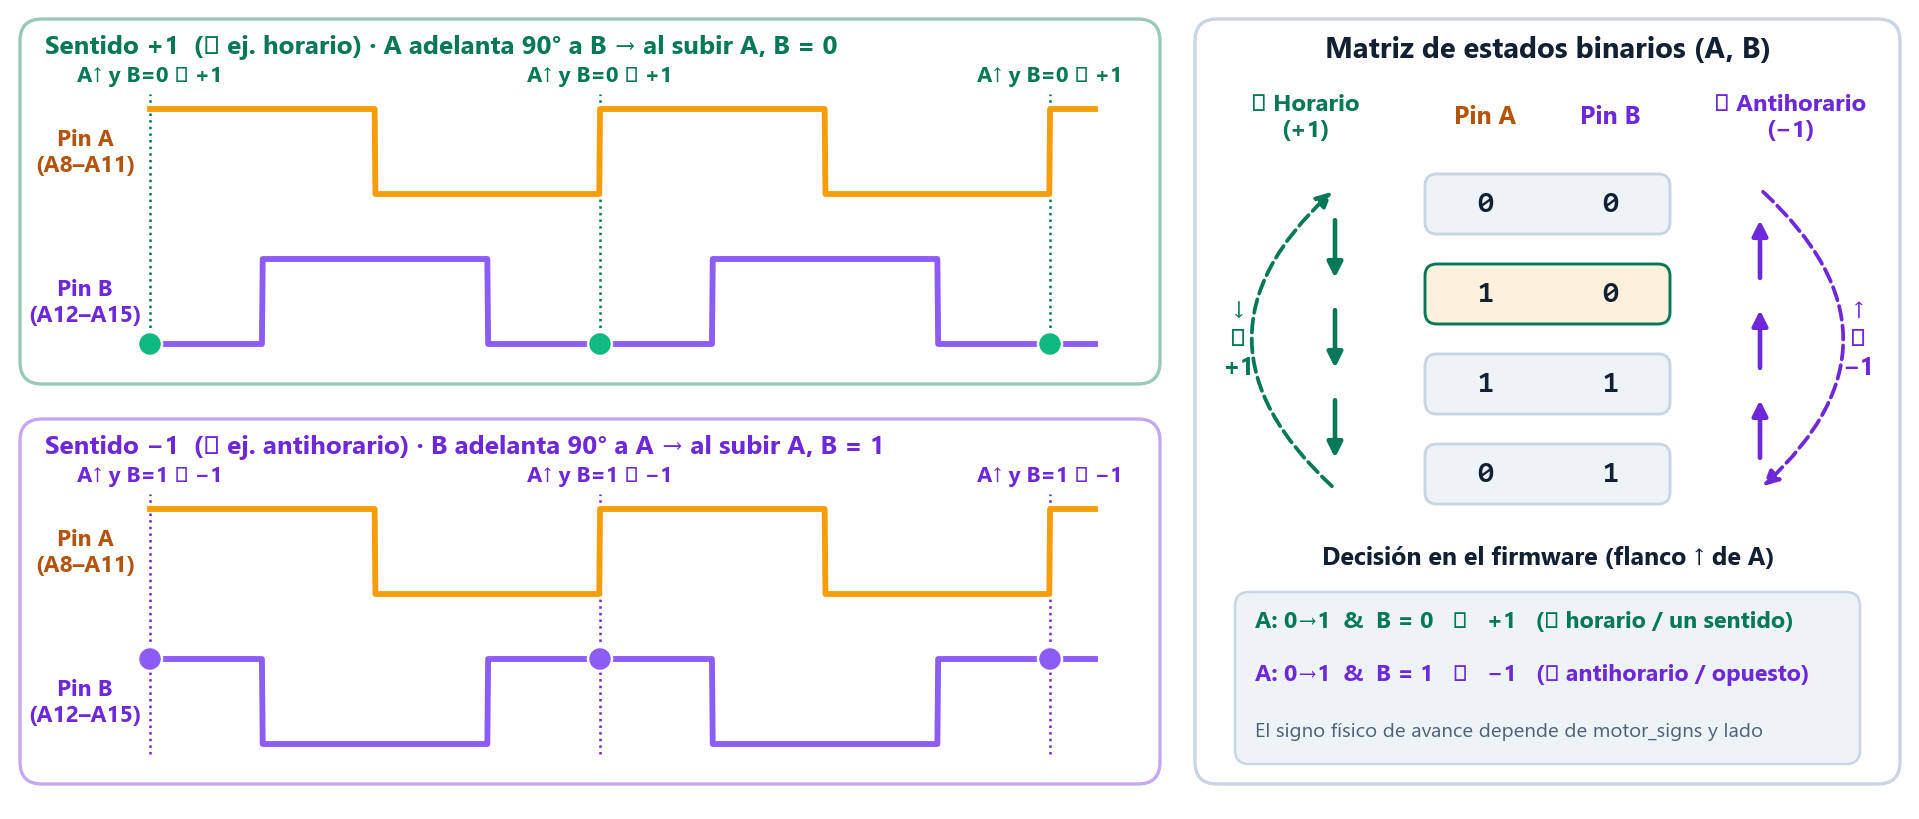 Sentido +1 (▯ ej. horario) · A adelanta 90° a B → al subir A, B = 0
A↑ y B=0 ▯ +1
A↑ y B=0 ▯ +1
A↑ y B=0 ▯ +1
Pin A
(A8–A11)
Pin B
(A12–A15)
Sentido −1 (▯ ej. antihorario) · B adelanta 90° a A → al subir A, B = 1
A↑ y B=1 ▯ −1
A↑ y B=1 ▯ −1
A↑ y B=1 ▯ −1
Pin A
(A8–A11)
Pin B
(A12–A15)
Matriz de estados binarios (A, B)
▯ Horario
(+1)
Pin A
Pin B
▯ Antihorario
(−1)
0 0
1 0
1 1
0 1
↓
▯
+1
↑
▯
−1
Decisión en el firmware (flanco ↑ de A)
A: 0→1 & B = 0 ▯ +1 (▯ horario / un sentido)
A: 0→1 & B = 1 ▯ −1 (▯ antihorario / opuesto)
El signo físico de avance depende de motor_signs y lado